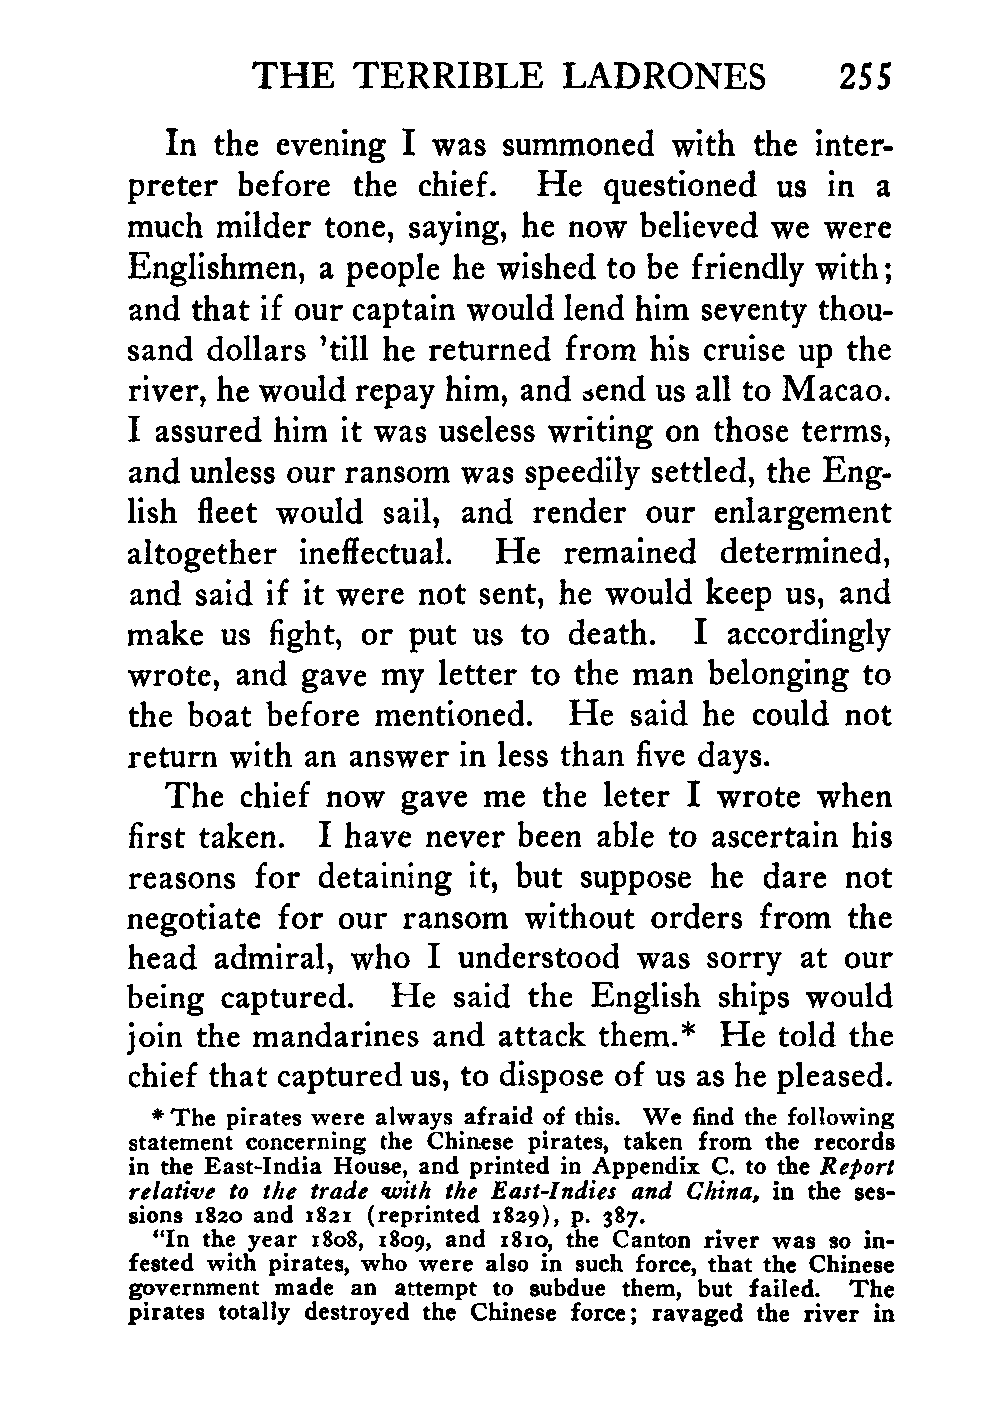 THE TERRIBLE LADRONES 255
In the evening I was summoned with the inter-
preter before the chief. He questioned us in a
much milder tone, saying, he now believed we were
Englishmen, a people he wished to be friendly with;
and that if our captain would lend him seventy thou-
sand dollars 'till he returned from his cruise up the
river, he would repay him, and send us all to Macao.
I assured him it was useless writing on those terms,
and unless our ransom was speedily settled, the Eng-
lish fleet would sail, and render our enlargement
altogether ineffectual. He remained determined,
and said if it were not sent, he would keep us, and
make us fight, or put us to death. I accordingly
wrote, and gave my letter to the man belonging to
the boat before mentioned. He said he could not
return with an answer in less than five days.
The chief now gave me the leter I wrote when
first taken. I have never been able to ascertain his
reasons for detaining it, but suppose he dare not
negotiate for our ransom without orders from the
head admiral, who I understood was sorry at our
being captured. He said the English ships would
join the mandarines and attack them.* He told the
chief that captured us, to dispose of us as he pleased.
* The pirates were always afraid of this. We find the following
statement concerning the Chinese pirates, taken from the records
in the East-India House, and printed in Appendix C. to the Report
relative to the trade with the East-Indies and China, in the ses-
sions 1820 and 1821 (reprinted 1829), p. 387.
"In the year 1808, 1809, and 1810, the Canton river was so in-
fested with pirates, who were also in such force, that the Chinese
government made an attempt to subdue them, but failed. The
pirates totally destroyed the Chinese force; ravaged the river in